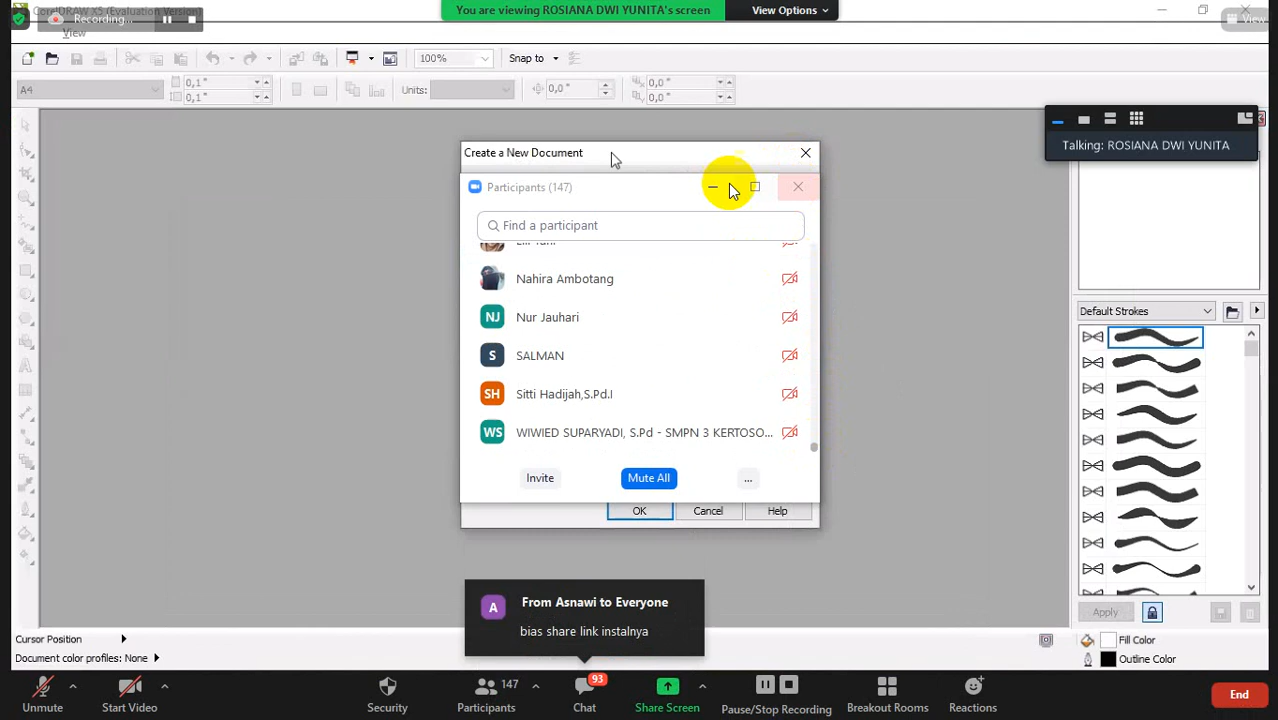 CorelDRAW X5 (Evaluation Version)
Recording...
You are viewing ROSIANA DWI YUNITA's screen
View Options
View
View
100%
Snap to
A4
0,1 "
0,1 "
Units:
0,0 "
0,0 "
0,0 "
Talking: ROSIANA DWI YUNITA
Create a New Document
Participants (147)
Find a participant
Nahira Ambotang
NJ Nur Jauhari
S SALMAN
SH Sitti Hadijah,S.Pd.I
WS WIWIED SUPARYADI, S.Pd - SMPN 3 KERTOSO...
Invite
Mute All
...
OK
Cancel
Help
Default Strokes
Apply
A
From Asnawi to Everyone
bias share link instalnya
Cursor Position
Document color profiles: None
Fill Color
Outline Color
Unmute
Start Video
Security
147
Participants
93
Chat
Share Screen
Pause/Stop Recording
Breakout Rooms
Reactions
End